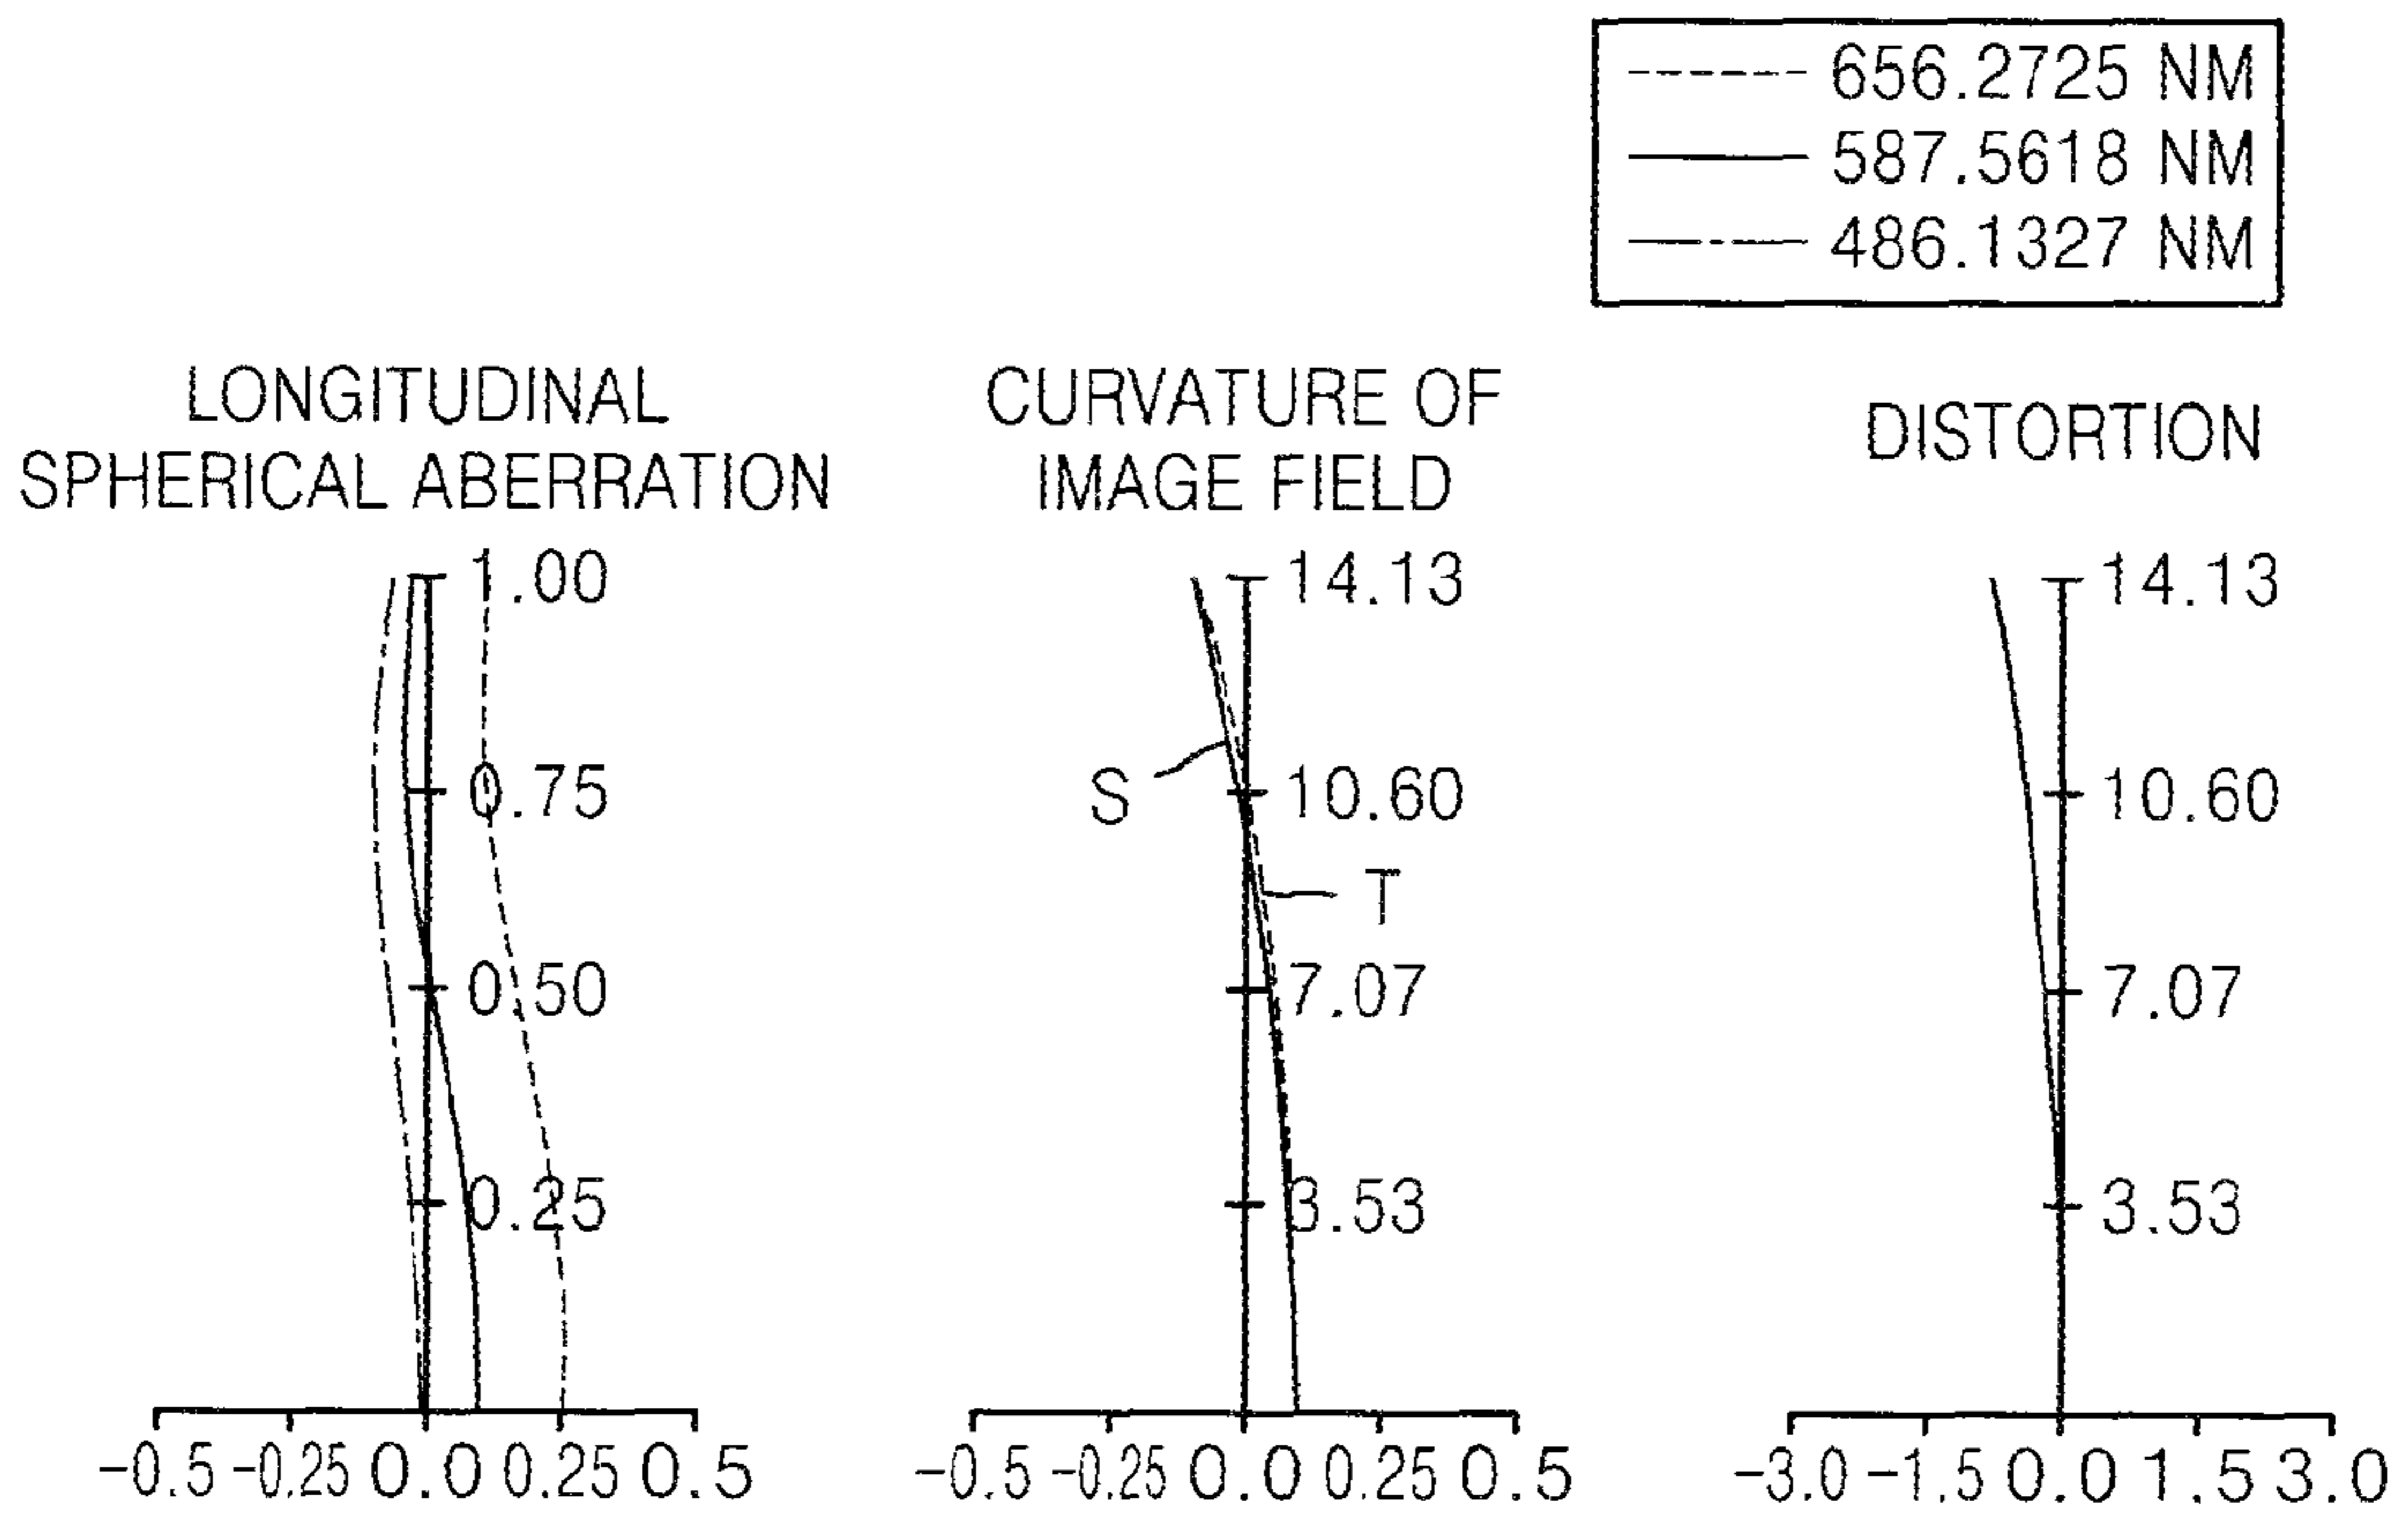 656.2725 NM
587.5618 NM
486.1327 NM
LONGITUDINAL
SPHERICAL ABERRATION
1.00
0.75
0.50
0.25
-0.5 -0.25 0.0 0.25 0.5
CURVATURE OF
IMAGE FIELD
14.13
S
10.60
T
7.07
3.53
-0.5 -0.25 0.0 0.25 0.5
DISTORTION
14.13
10.60
7.07
3.53
-3.0 -1.5 0.0 1.5 3.0